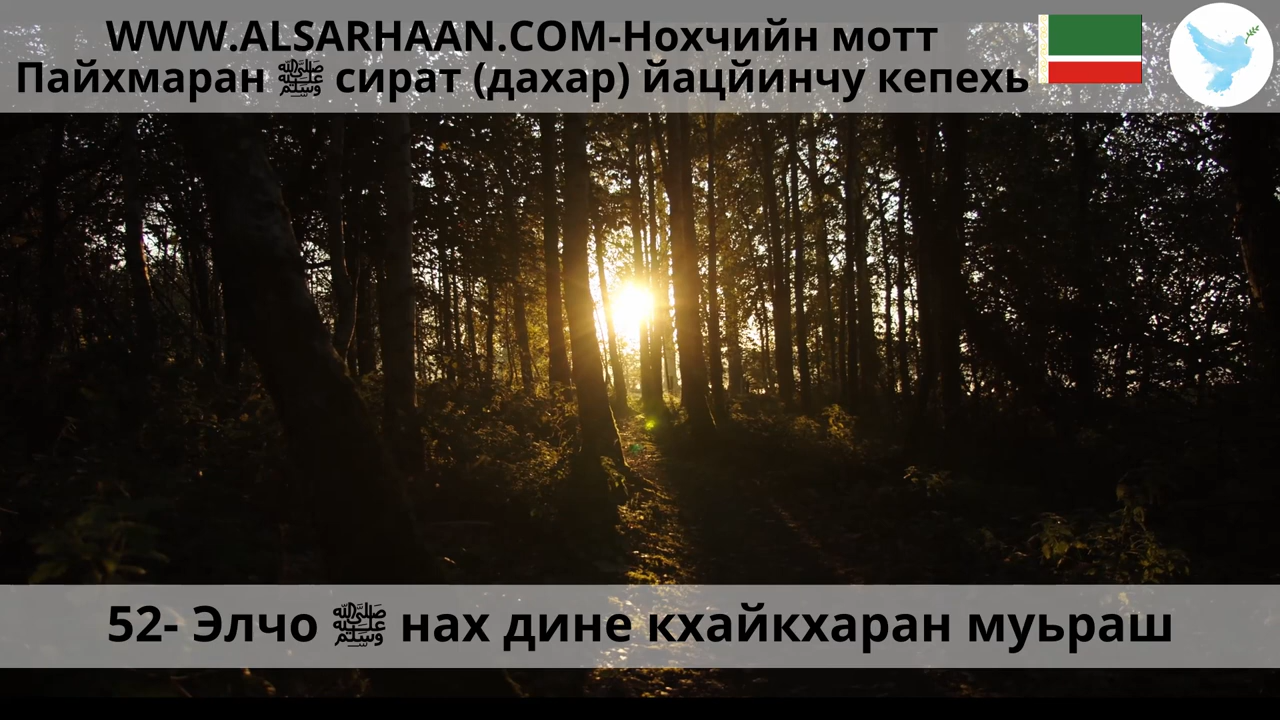 WWW.ALSARHAAN.COM-Нохчийн мотт
Пайхмаран ﷺ сират (дахар) йацйинчу кепехь
52- Элчо ﷺ нах дине кхайкхаран муьраш